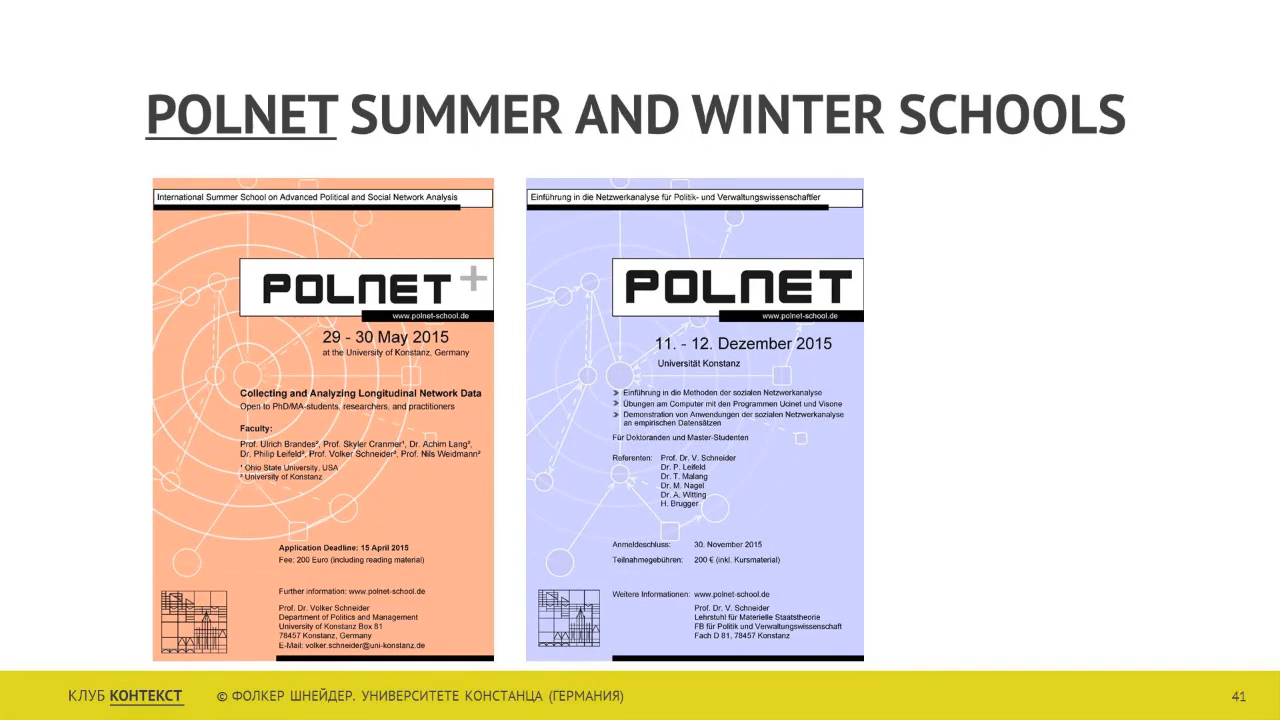 POLNET SUMMER AND WINTER SCHOOLS
International Summer School on Advanced Political and Social Network Analysis
POLNET+
www.polnet-school.de
29 - 30 May 2015
at the University of Konstanz, Germany
Collecting and Analyzing Longitudinal Network Data
Open to PhD/MA-students, researchers, and practitioners
Faculty:
Prof. Ulrich Brandes², Prof. Skyler Cranmer¹, Dr. Achim Lang²,
Dr. Philip Leifeld², Prof. Volker Schneider², Prof. Nils Weidmann²
¹ Ohio State University, USA
² University of Konstanz
Application Deadline: 15 April 2015
Fee: 200 Euro (including reading material)
Further information: www.polnet-school.de
Prof. Dr. Volker Schneider
Department of Politics and Management
University of Konstanz Box 81
78457 Konstanz, Germany
E-Mail: volker.schneider@uni-konstanz.de
Einführung in die Netzwerkanalyse für Politik- und Verwaltungswissenschaftler
POLNET
www.polnet-school.de
11. - 12. Dezember 2015
Universität Konstanz
Einführung in die Methoden der sozialen Netzwerkanalyse
Übungen am Computer mit den Programmen Ucinet und Visone
Demonstration von Anwendungen der sozialen Netzwerkanalyse
an empirischen Datensätzen
Für Doktoranden und Master-Studenten
Referenten: Prof. Dr. V. Schneider
Dr. P. Leifeld
Dr. T. Malang
Dr. M. Nagel
Dr. A. Witting
H. Brugger
Anmeldeschluss: 30. November 2015
Teilnahmegebühren: 200 € (inkl. Kursmaterial)
Weitere Informationen: www.polnet-school.de
Prof. Dr. V. Schneider
Lehrstuhl für Materielle Staatstheorie
FB für Politik und Verwaltungswissenschaft
Fach D 81, 78457 Konstanz
КЛУБ КОНТЕКСТ © ФОЛКЕР ШНЕЙДЕР. УНИВЕРСИТЕТЕ КОНСТАНЦА (ГЕРМАНИЯ) 41